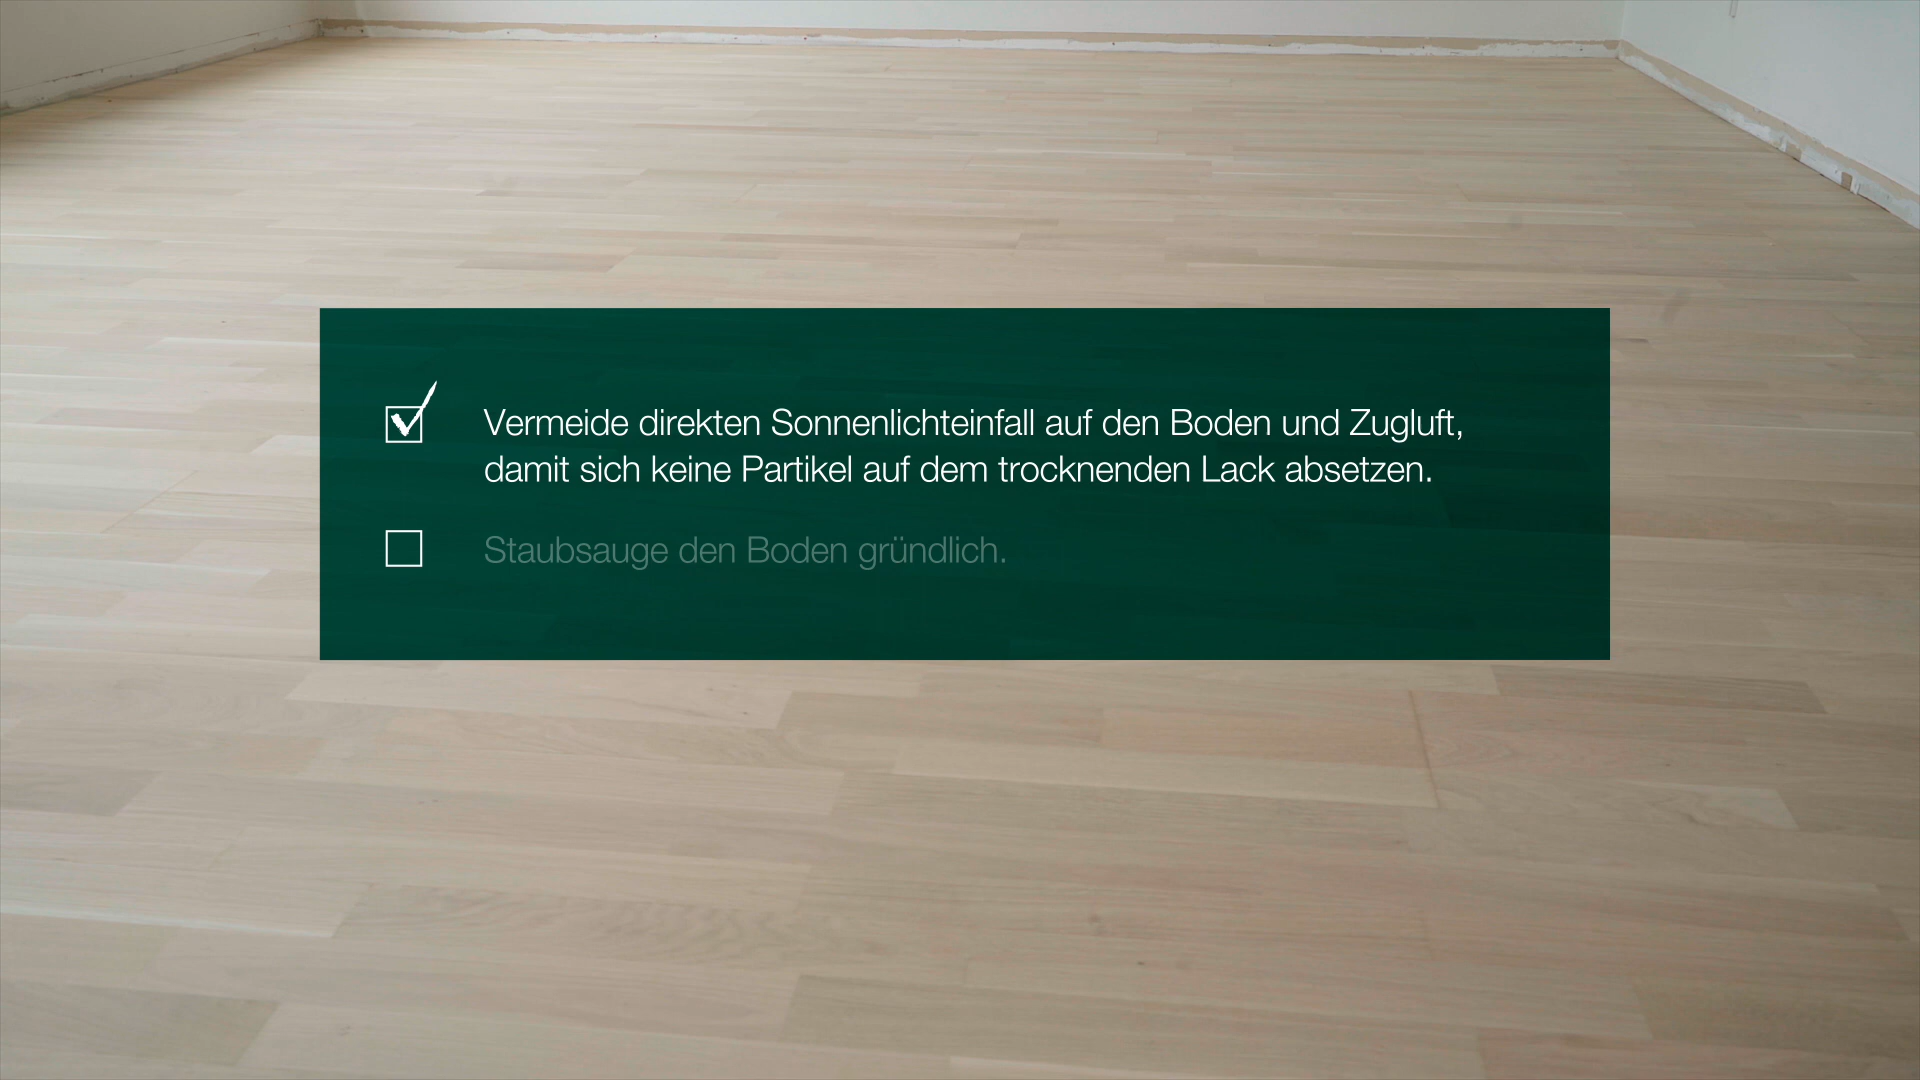 Vermeide direkten Sonnenlichteinfall auf den Boden und Zugluft,
damit sich keine Partikel auf dem trocknenden Lack absetzen.
Staubsauge den Boden gründlich.